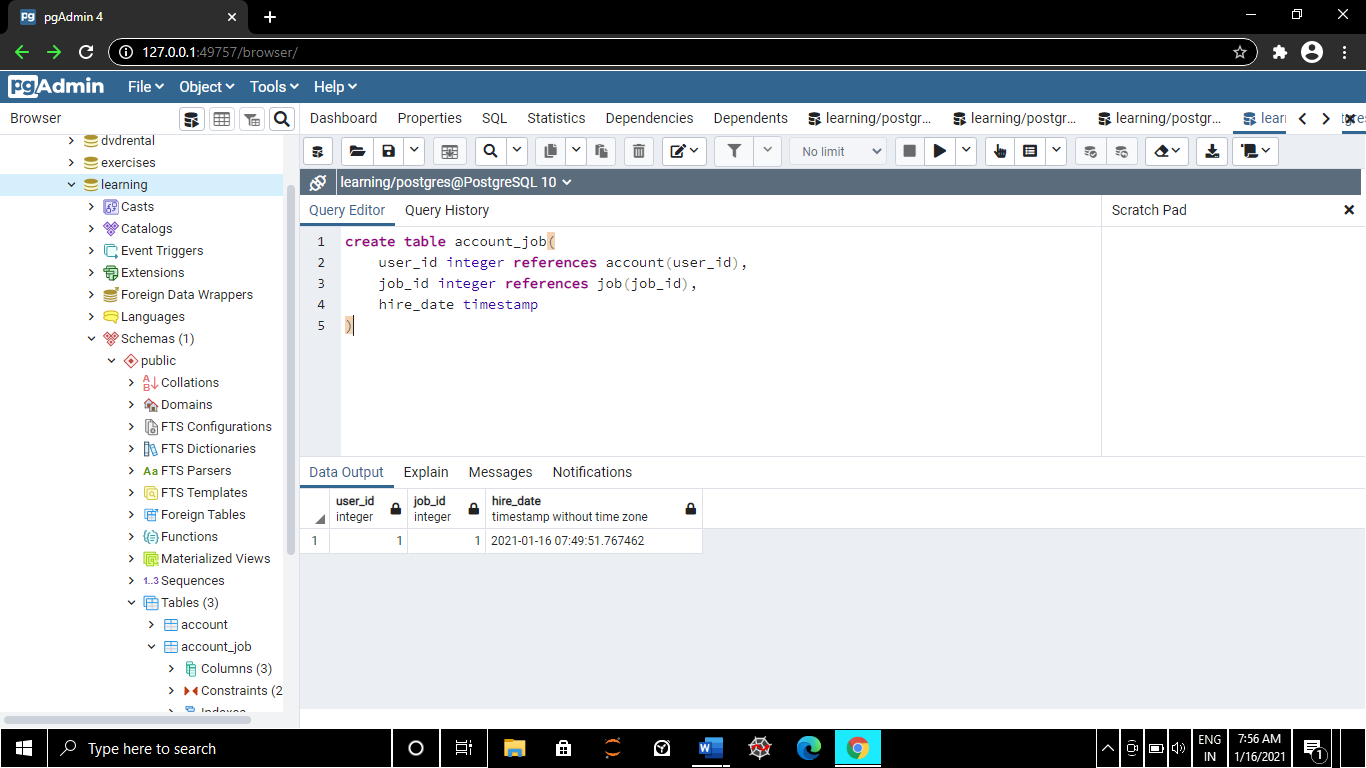 pgAdmin 4
127.0.0.1:49757/browser/
pgAdmin File Object Tools Help
Browser
Dashboard Properties SQL Statistics Dependencies Dependents learning/postgr... learning/postgr... learning/postgr... lear
No limit
learning/postgres@PostgreSQL 10
Query Editor Query History
Scratch Pad
dvdrental
exercises
learning
Casts
Catalogs
Event Triggers
Extensions
Foreign Data Wrappers
Languages
Schemas (1)
public
Collations
Domains
FTS Configurations
FTS Dictionaries
Aa FTS Parsers
FTS Templates
Foreign Tables
Functions
Materialized Views
1..3 Sequences
Tables (3)
account
account_job
Columns (3)
Constraints (2
Indexes
1 create table account_job(
2 user_id integer references account(user_id),
3 job_id integer references job(job_id),
4 hire_date timestamp
5 )
Data Output Explain Messages Notifications
user_id job_id hire_date
integer integer timestamp without time zone
1 1 1 2021-01-16 07:49:51.767462
Type here to search
ENG
IN
7:56 AM
1/16/2021
1